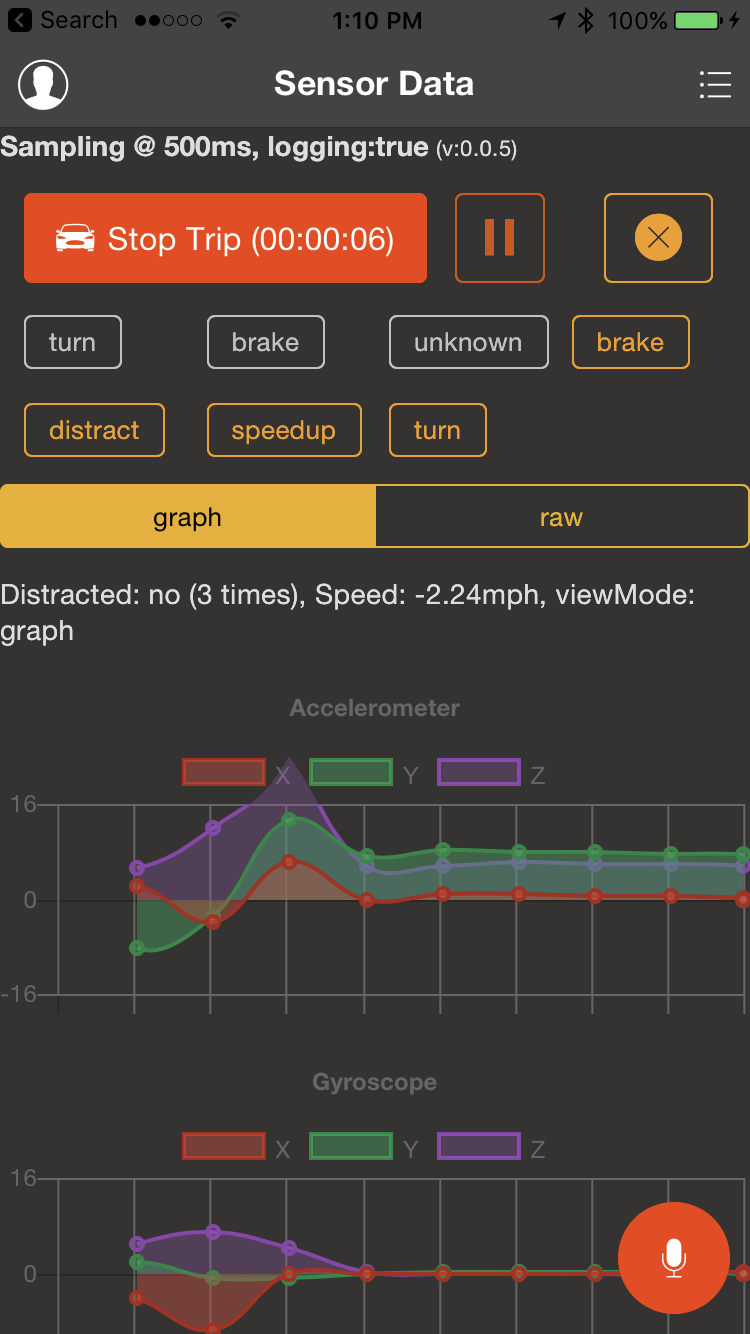 Search 1:10 PM 100%
Sensor Data
Sampling @ 500ms, logging:true (v:0.0.5)
Stop Trip (00:00:06)
turn brake unknown brake
distract speedup turn
graph raw
Distracted: no (3 times), Speed: -2.24mph, viewMode:
graph
Accelerometer
X Y Z
16
0
-16
Gyroscope
X Y Z
16
0